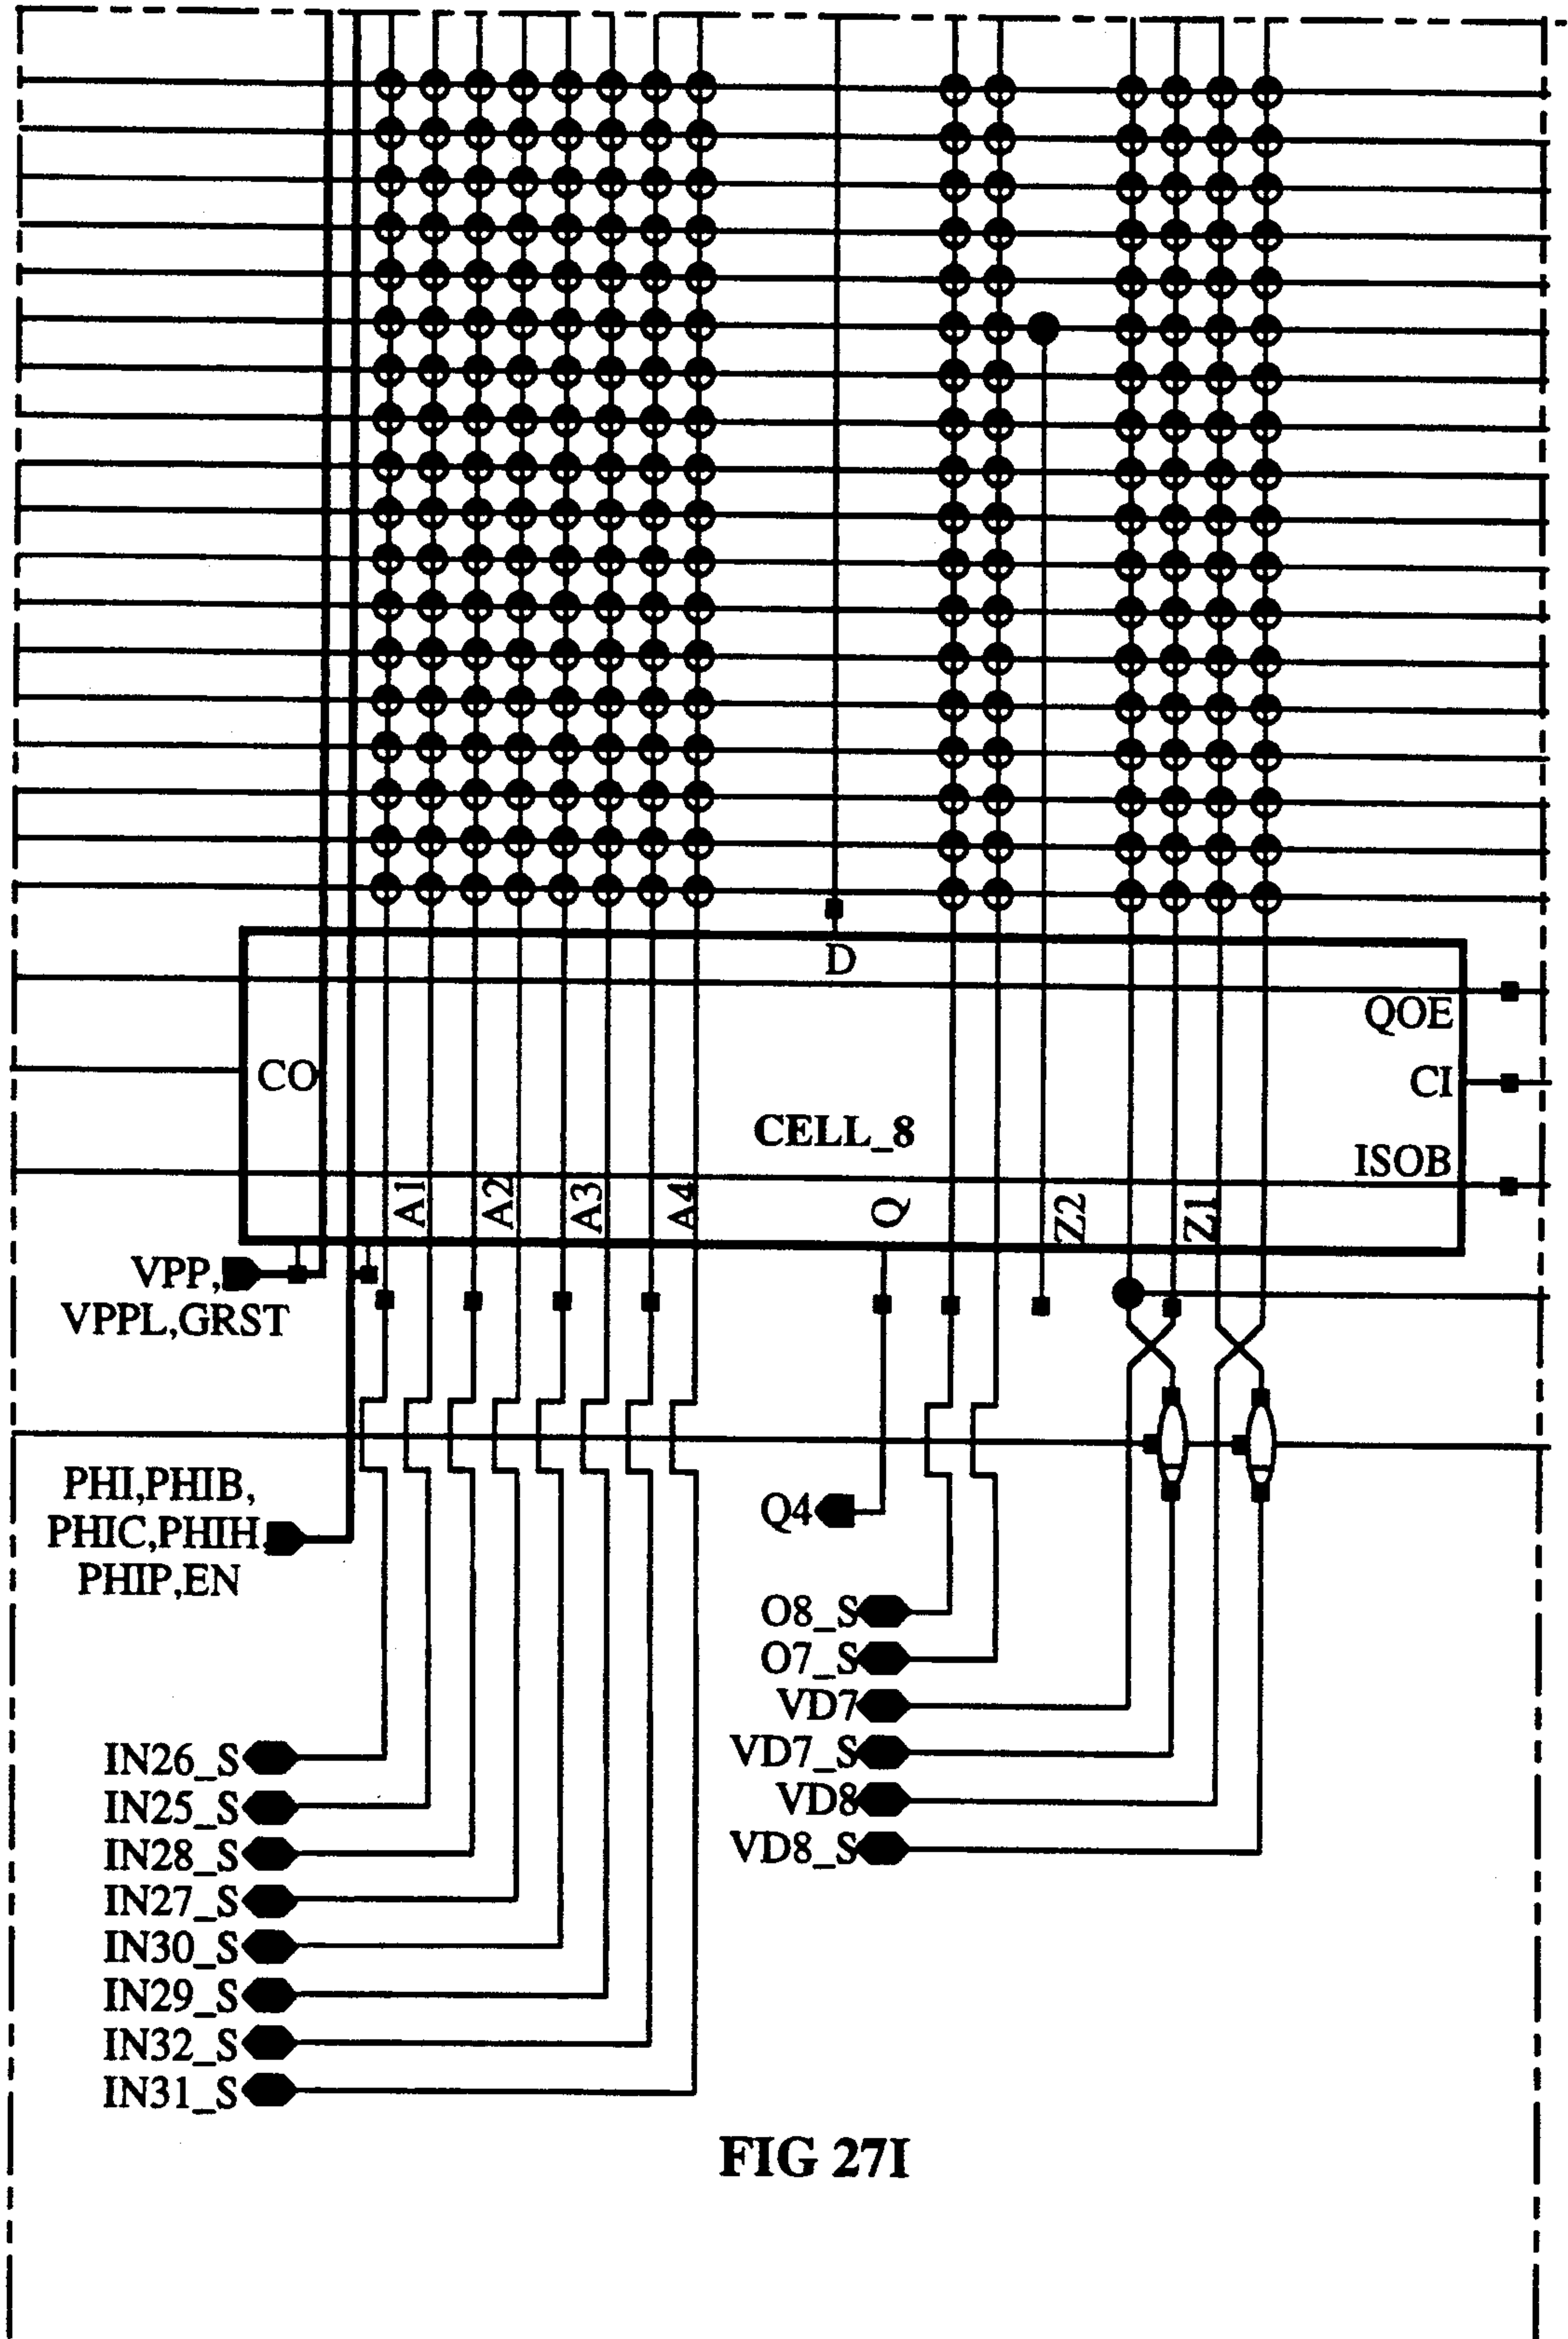 D
QOE
CO
CI
CELL_8
ISOB
A1
A2
A3
A4
Q
Z2
Z1
VPP,
VPPL,GRST
PHI,PHIB,
PHIC,PHIH,
PHIP,EN
Q4
O8_S
O7_S
VD7
VD7_S
VD8
VD8_S
IN26_S
IN25_S
IN28_S
IN27_S
IN30_S
IN29_S
IN32_S
IN31_S
FIG 27I